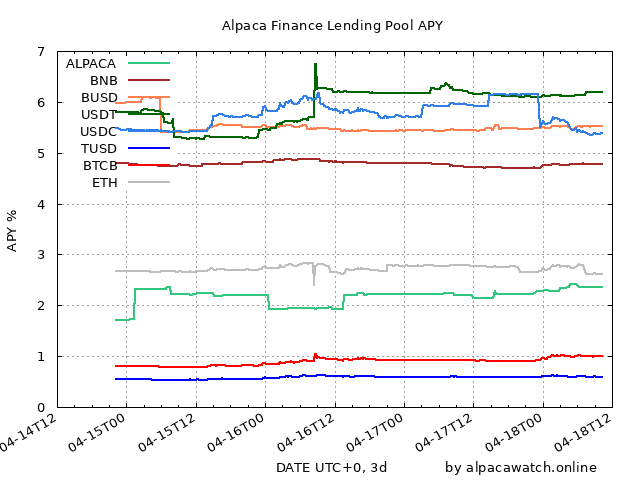 Alpaca Finance Lending Pool APY
7
6
5
4
3
2
1
0
APY %
ALPACA
BNB
BUSD
USDT
USDC
TUSD
BTCB
ETH
04-14T12
04-15T00
04-15T12
04-16T00
04-16T12
04-17T00
04-17T12
04-18T00
04-18T12
DATE UTC+0, 3d
by alpacawatch.online